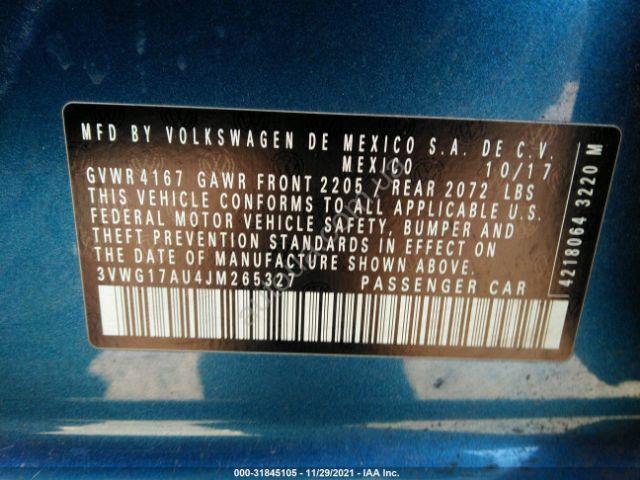 MFD BY VOLKSWAGEN DE MEXICO S.A. DE C.V.
MEXICO 10/17
GVWR 4167 GAWR FRONT 2205 REAR 2072 LBS
THIS VEHICLE CONFORMS TO ALL APPLICABLE U.S.
FEDERAL MOTOR VEHICLE SAFETY, BUMPER AND
THEFT PREVENTION STANDARDS IN EFFECT ON
THE DATE OF MANUFACTURE SHOWN ABOVE.
PASSENGER CAR
4218064 3220 M
000-31845105 - 11/29/2021 - IAA Inc.